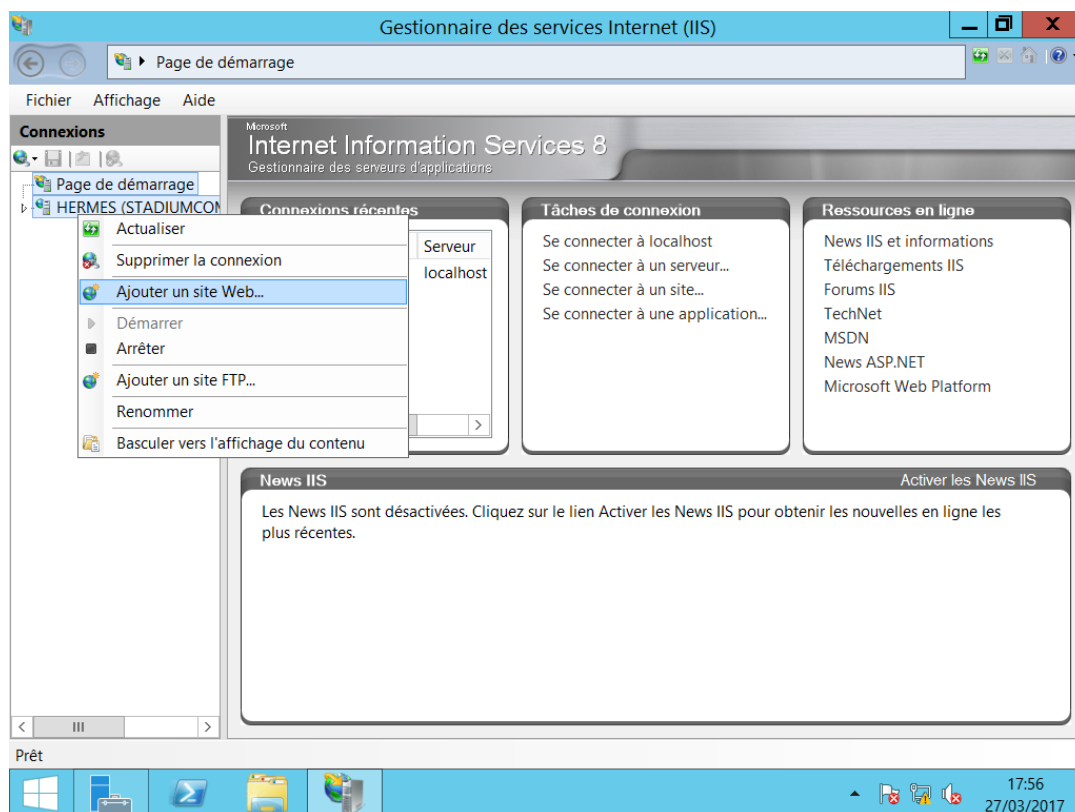 Gestionnaire des services Internet (IIS)
Page de démarrage
Fichier Affichage Aide
Connexions
Page de démarrage
HERMES (STADIUMCOM
Actualiser
Supprimer la connexion
Ajouter un site Web...
Démarrer
Arrêter
Ajouter un site FTP...
Renommer
Basculer vers l'affichage du contenu
Microsoft
Internet Information Services 8
Gestionnaire des serveurs d'applications
Connexions récentes
Serveur
localhost
Tâches de connexion
Se connecter à localhost
Se connecter à un serveur...
Se connecter à un site...
Se connecter à une application...
Ressources en ligne
News IIS et informations
Téléchargements IIS
Forums IIS
TechNet
MSDN
News ASP.NET
Microsoft Web Platform
News IIS Activer les News IIS
Les News IIS sont désactivées. Cliquez sur le lien Activer les News IIS pour obtenir les nouvelles en ligne les
plus récentes.
Prêt
17:56
27/03/2017